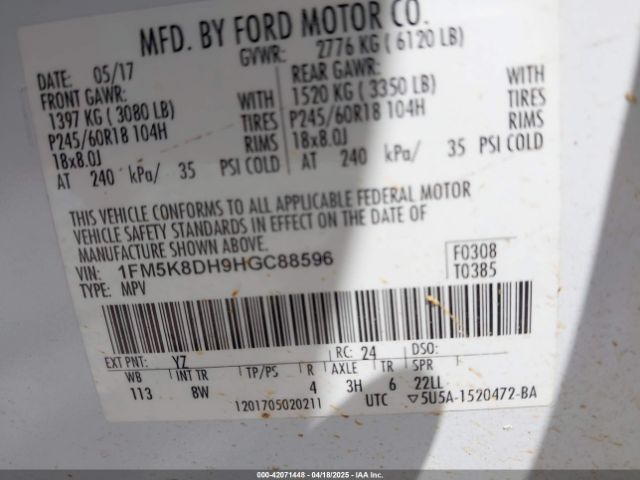 MFD. BY FORD MOTOR CO.
DATE: 05/17 GVWR: 2776 KG ( 6120 LB)
FRONT GAWR: REAR GAWR:
1397 KG ( 3080 LB) WITH 1520 KG ( 3350 LB) WITH
P245/60R18 104H TIRES P245/60R18 104H TIRES
18x8.0J RIMS 18x8.0J RIMS
AT 240 kPa/ 35 PSI COLD AT 240 kPa/ 35 PSI COLD
THIS VEHICLE CONFORMS TO ALL APPLICABLE FEDERAL MOTOR
VEHICLE SAFETY STANDARDS IN EFFECT ON THE DATE OF
MANUFACTURE SHOWN ABOVE.
VIN: 1FM5K8DH9HGC88596 F0308
TYPE: MPV T0385
EXT PNT: YZ RC: 24 DSO:
WB INT TR TP/PS R AXLE TR SPR
113 8W 4 3H 6 22LL
1201705020211 UTC ▽5U5A-1520472-BA
000-42071448 - 04/18/2025 - IAA Inc.